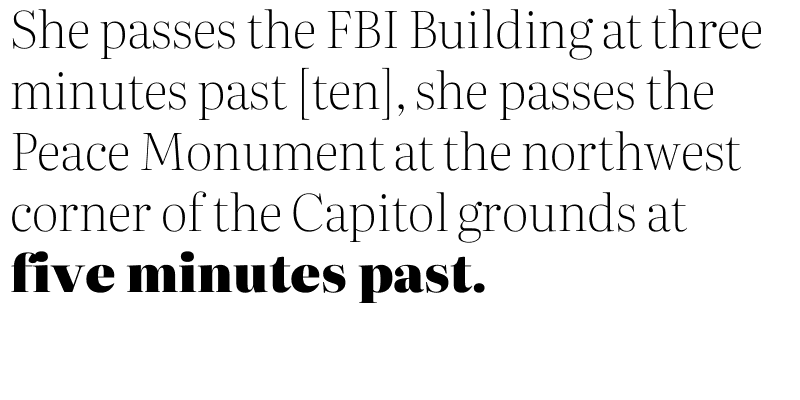 She passes the FBI Building at three
minutes past [ten], she passes the
Peace Monument at the northwest
corner of the Capitol grounds at
five minutes past.